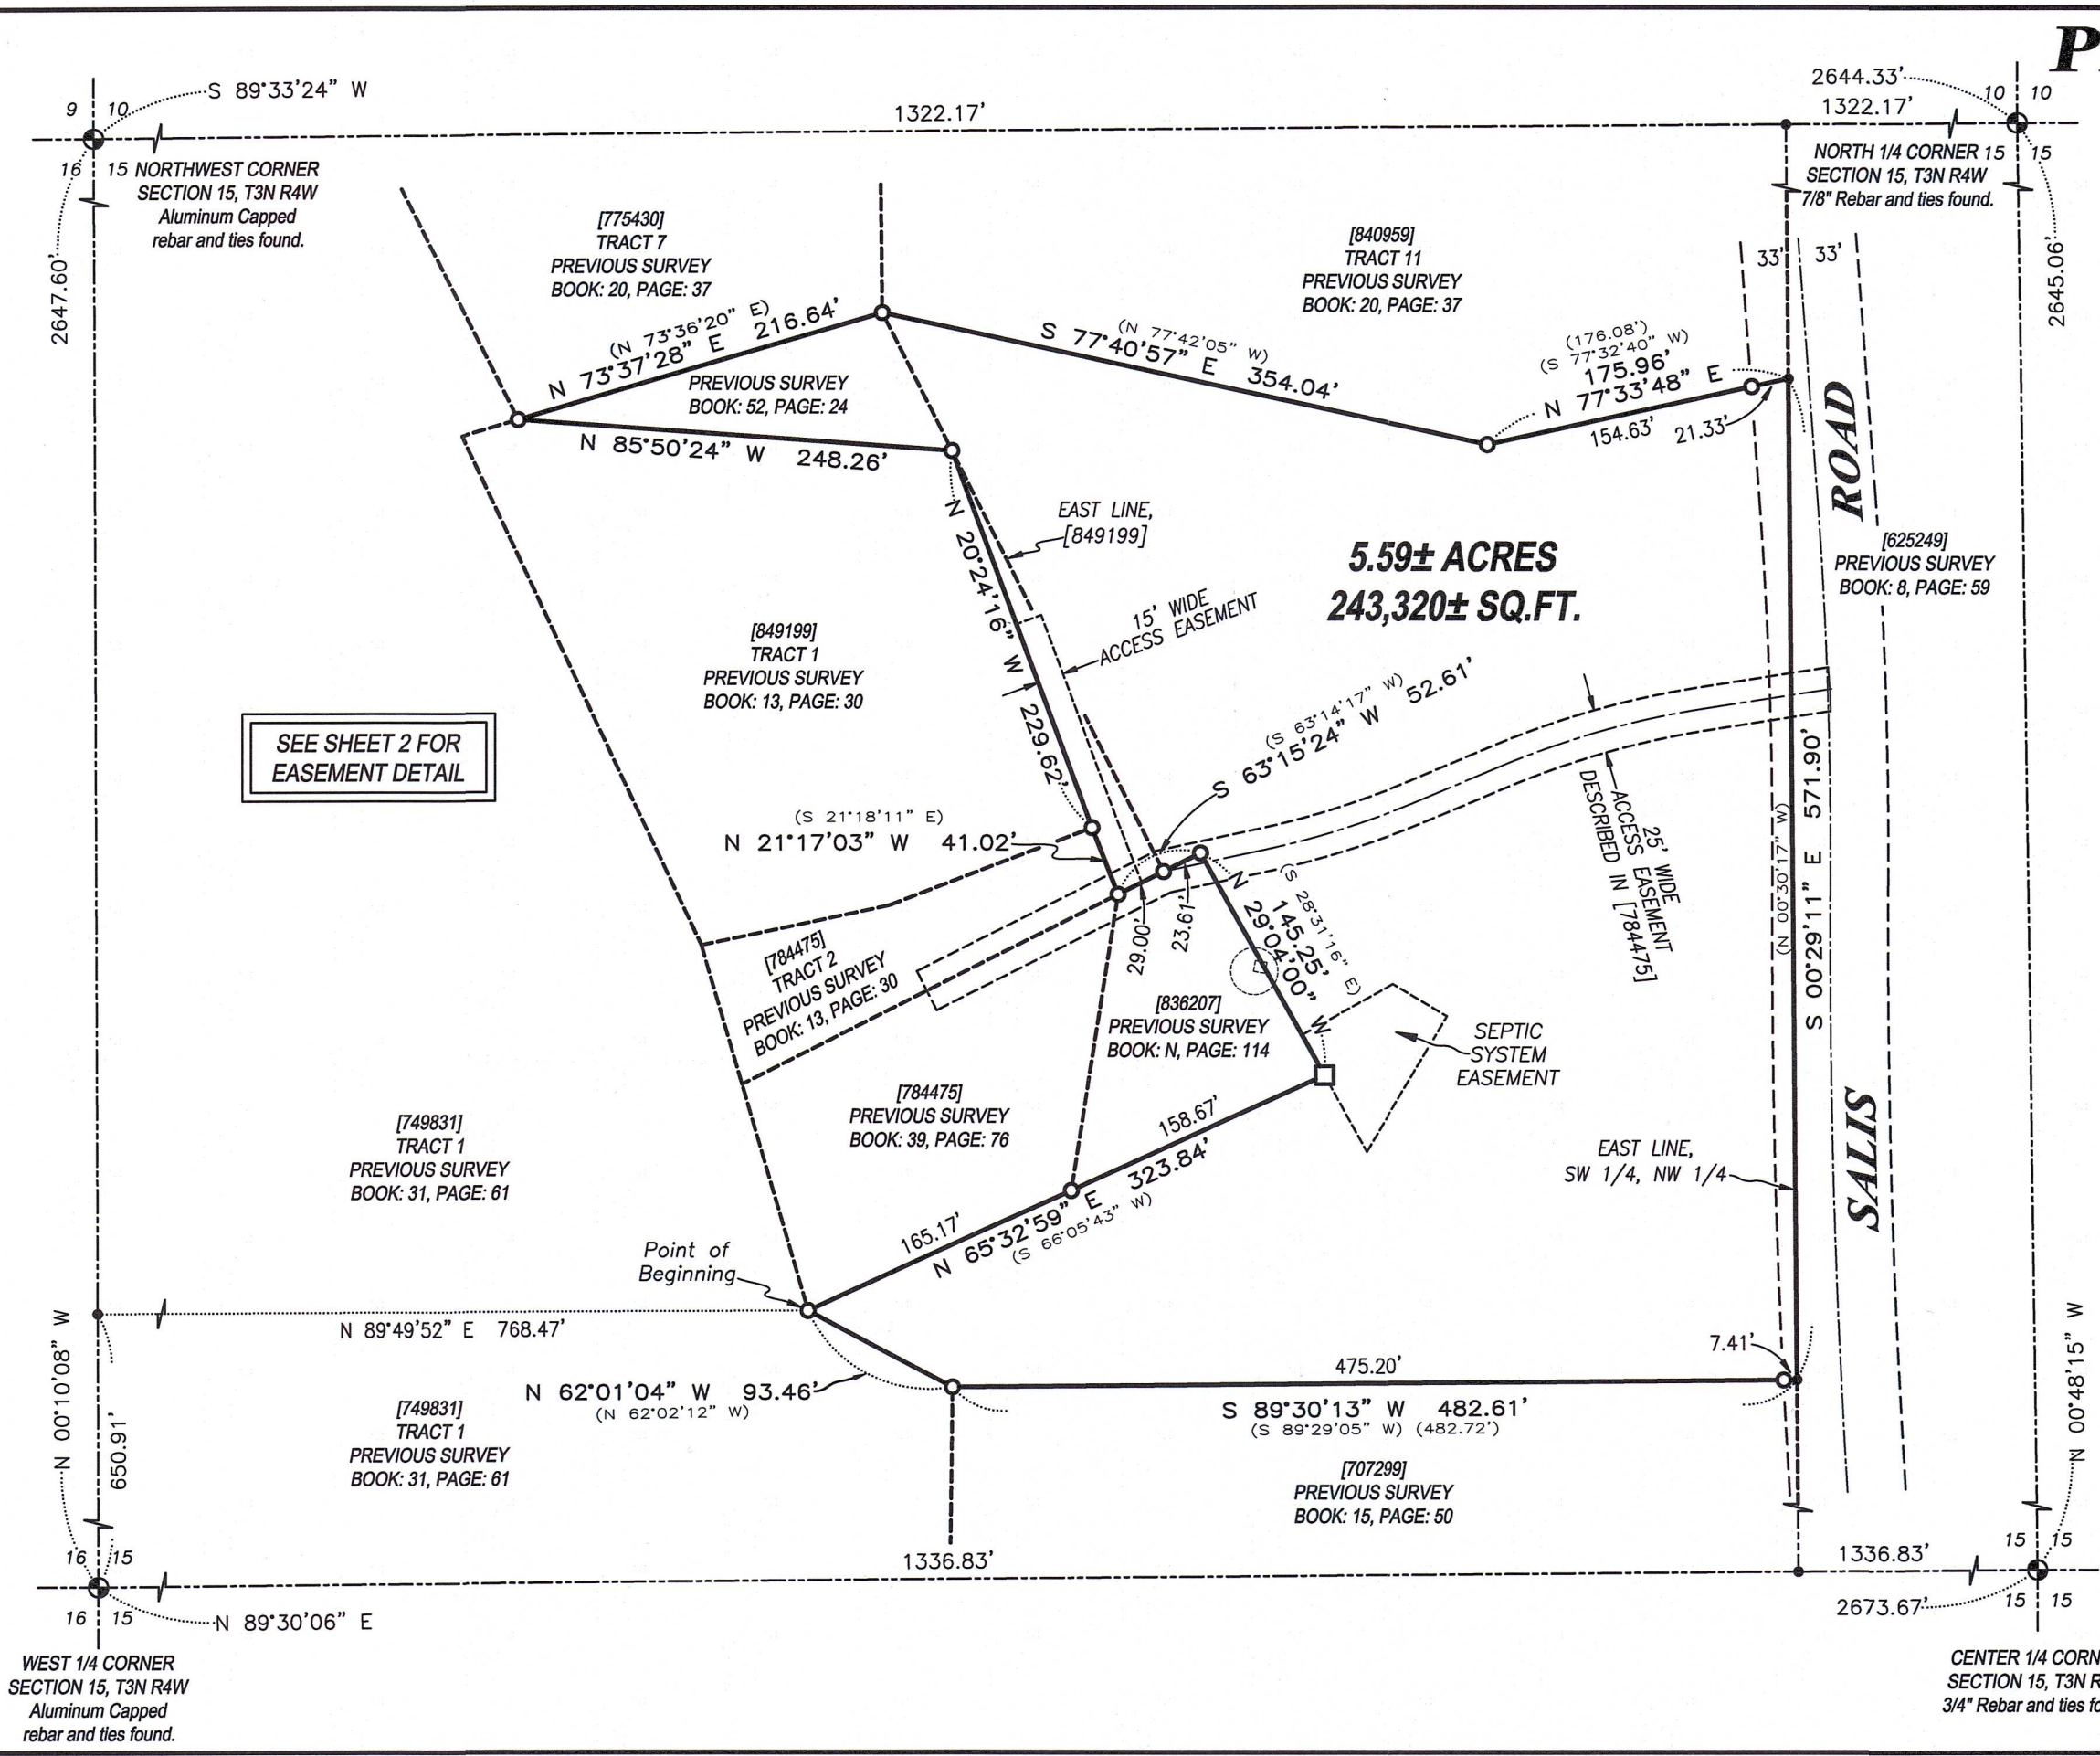 P
S 89°33'24" W
9 10
16 15
NORTHWEST CORNER
SECTION 15, T3N R4W
Aluminum Capped
rebar and ties found.
1322.17'
2644.33'
1322.17'
10 10
15 15
NORTH 1/4 CORNER
SECTION 15, T3N R4W
7/8" Rebar and ties found.
2647.60'
2645.06'
[775430]
TRACT 7
PREVIOUS SURVEY
BOOK: 20, PAGE: 37
[840959]
TRACT 11
PREVIOUS SURVEY
BOOK: 20, PAGE: 37
33' 33'
(N 73°36'20" E)
N 73°37'28" E 216.64'
PREVIOUS SURVEY
BOOK: 52, PAGE: 24
N 85°50'24" W 248.26'
(N 77°42'05" W)
S 77°40'57" E 354.04'
(176.08')
(S 77°32'40" W)
175.96'
N 77°33'48" E
154.63' 21.33'
ROAD
EAST LINE,
[849199]
5.59± ACRES
243,320± SQ.FT.
[625249]
PREVIOUS SURVEY
BOOK: 8, PAGE: 59
N 20°24'16" W 229.62'
15' WIDE
ACCESS EASEMENT
[849199]
TRACT 1
PREVIOUS SURVEY
BOOK: 13, PAGE: 30
(S 63°14'17" W)
S 63°15'24" W 52.61'
SEE SHEET 2 FOR
EASEMENT DETAIL
(S 21°18'11" E)
N 21°17'03" W 41.02'
25' WIDE
ACCESS EASEMENT
DESCRIBED IN [784475]
(N 00°30'17" W)
S 00°29'11" E 571.90'
29.00'
23.61'
(S 28°31'16" E)
145.25'
N 29°04'00" W
[784475]
TRACT 2
PREVIOUS SURVEY
BOOK: 13, PAGE: 30
[836207]
PREVIOUS SURVEY
BOOK: N, PAGE: 114
SEPTIC
SYSTEM
EASEMENT
[784475]
PREVIOUS SURVEY
BOOK: 39, PAGE: 76
[749831]
TRACT 1
PREVIOUS SURVEY
BOOK: 31, PAGE: 61
158.67'
165.17'
N 65°32'59" E 323.84'
(S 66°05'43" W)
EAST LINE,
SW 1/4, NW 1/4
SALIS
Point of
Beginning
N 89°49'52" E 768.47'
N 00°10'08" W
650.91'
N 62°01'04" W 93.46'
(N 62°02'12" W)
7.41'
475.20'
S 89°30'13" W 482.61'
(S 89°29'05" W) (482.72')
N 00°48'15" W
[749831]
TRACT 1
PREVIOUS SURVEY
BOOK: 31, PAGE: 61
[707299]
PREVIOUS SURVEY
BOOK: 15, PAGE: 50
16 15
16 15
N 89°30'06" E
1336.83'
1336.83'
15 15
2673.67'
15 15
WEST 1/4 CORNER
SECTION 15, T3N R4W
Aluminum Capped
rebar and ties found.
CENTER 1/4 CORN
SECTION 15, T3N R
3/4" Rebar and ties fo